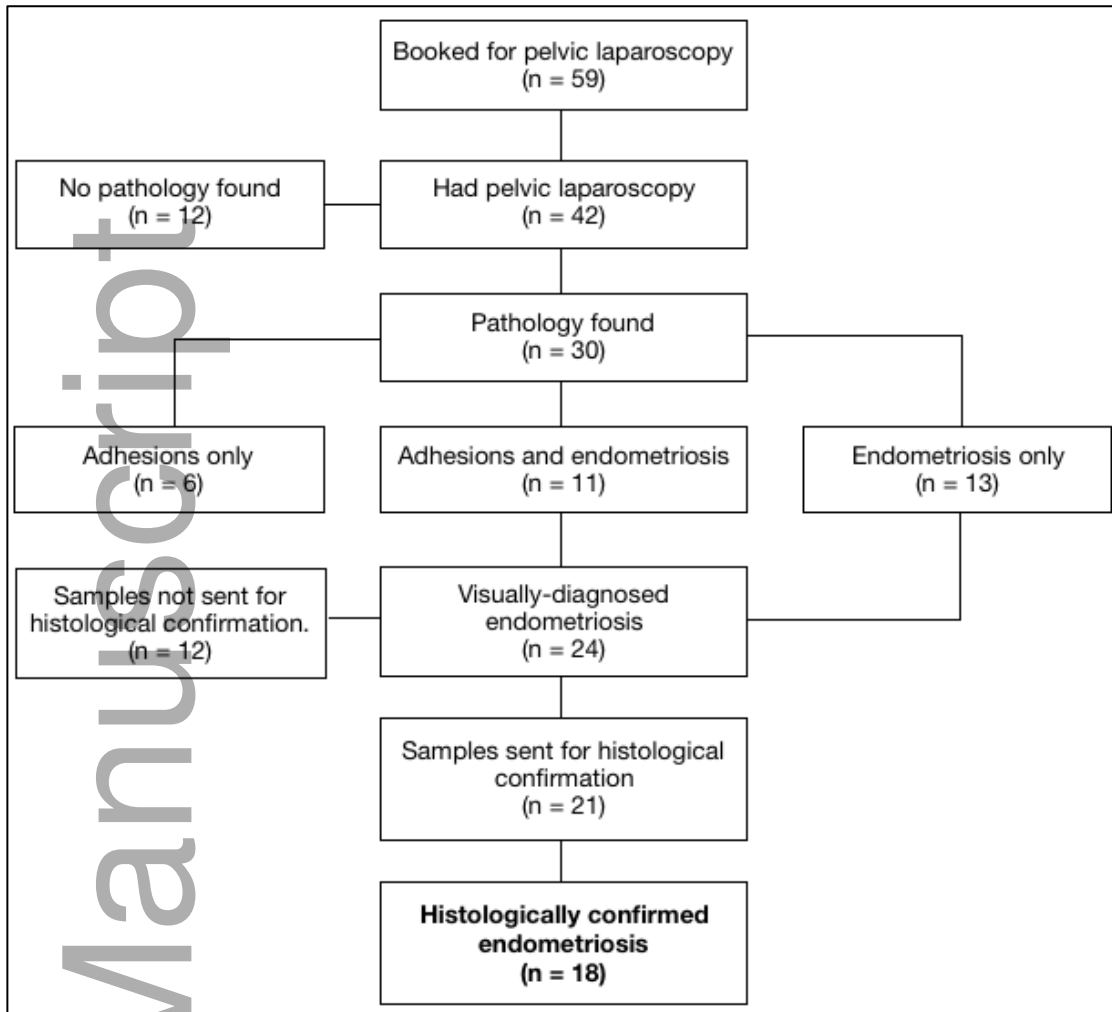 Booked for pelvic laparoscopy
(n = 59)
No pathology found
(n = 12)
Had pelvic laparoscopy
(n = 42)
Pathology found
(n = 30)
Adhesions only
(n = 6)
Adhesions and endometriosis
(n = 11)
Endometriosis only
(n = 13)
Samples not sent for
histological confirmation.
(n = 12)
Visually-diagnosed
endometriosis
(n = 24)
Samples sent for histological
confirmation
(n = 21)
Histologically confirmed
endometriosis
(n = 18)
Manuscript